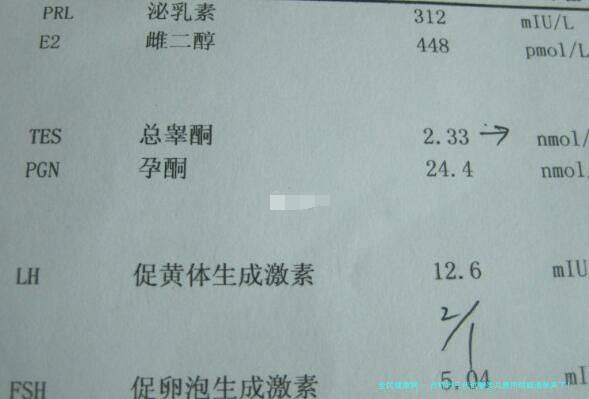 PRL 泌乳素 312 mIU/L
E2 雌二醇 448 pmol/L
TES 总睾酮 2.33 → nmol/
PGN 孕酮 24.4 nmol
LH 促黄体生成激素 12.6 mIU
2/1
FSH 促卵泡生成激素 5.04 mI